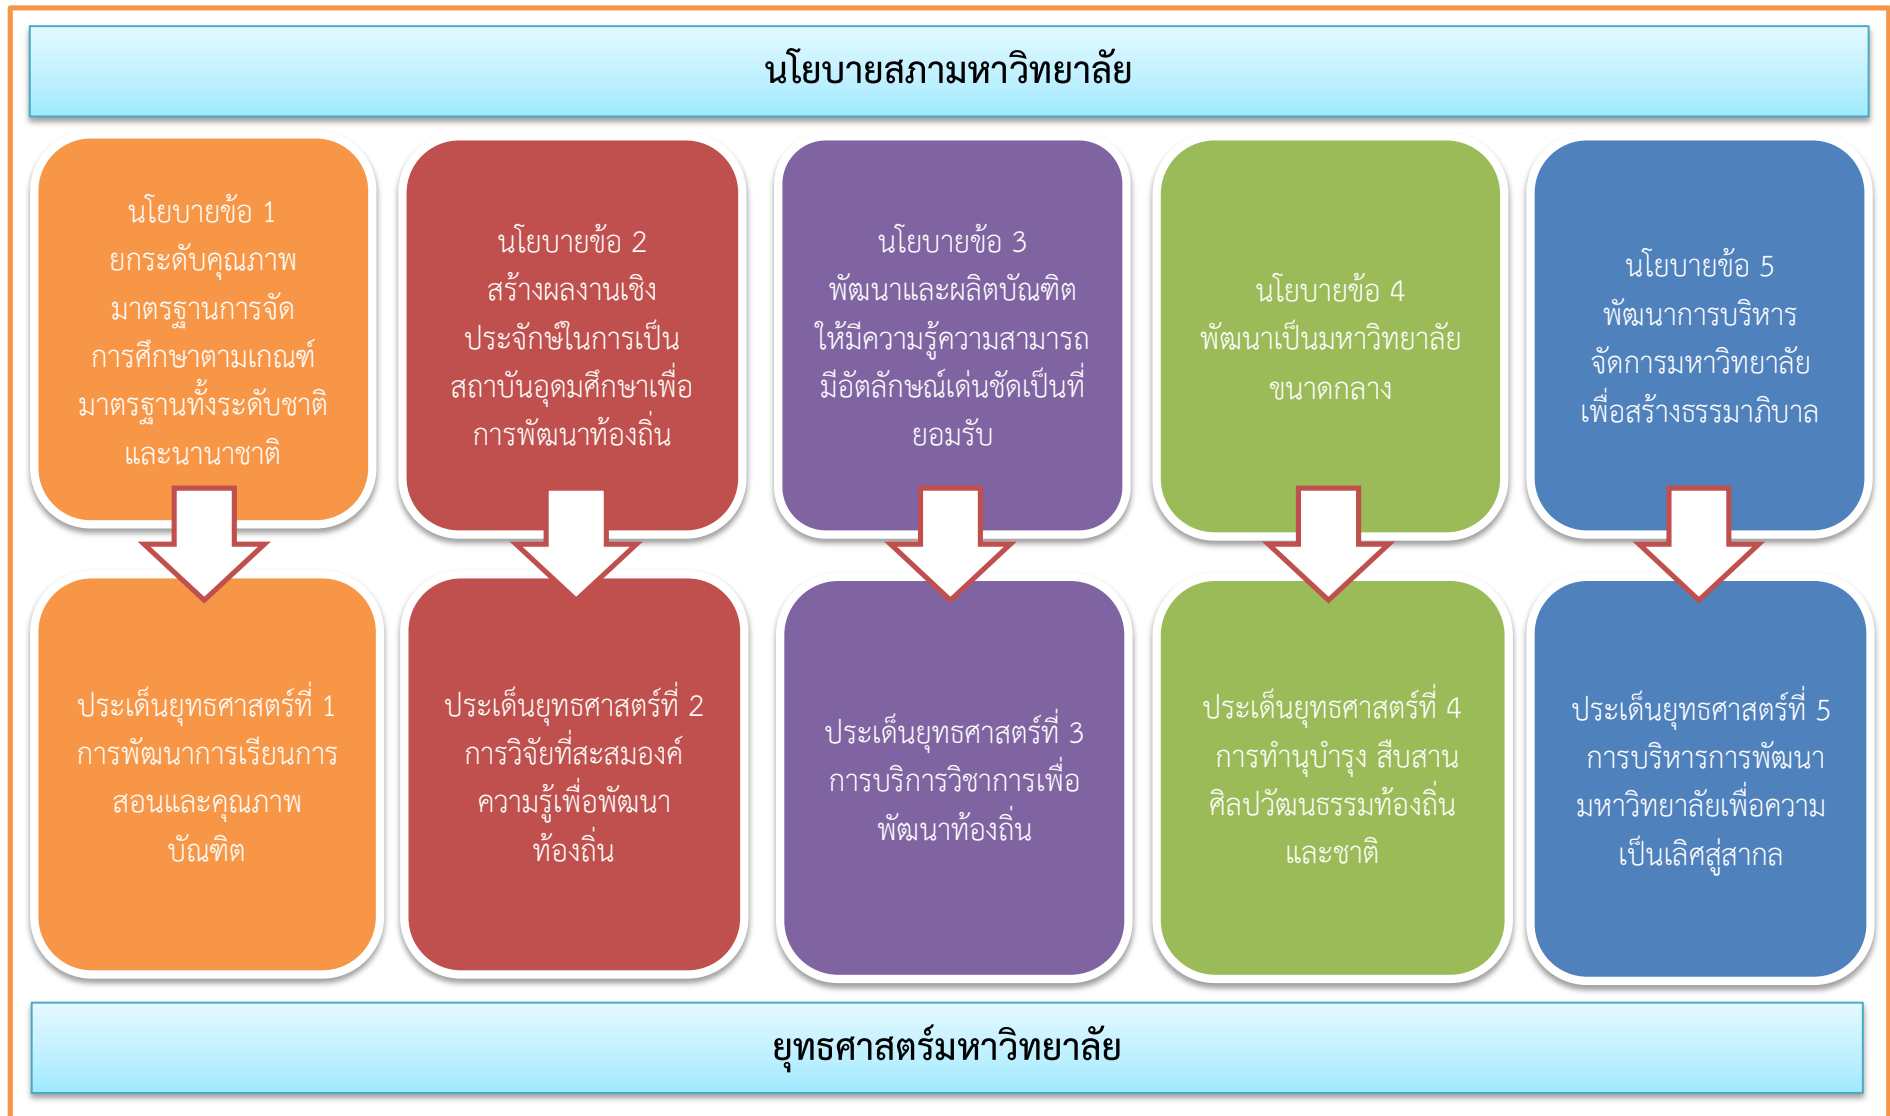 นโยบายสภามหาวิทยาลัย
นโยบายข้อ 1
ยกระดับคุณภาพ
มาตรฐานการจัด
การศึกษาตามเกณฑ์
มาตรฐานทั้งระดับชาติ
และนานาชาติ
นโยบายข้อ 2
สร้างผลงานเชิง
ประจักษ์ในการเป็น
สถาบันอุดมศึกษาเพื่อ
การพัฒนาท้องถิ่น
นโยบายข้อ 3
พัฒนาและผลิตบัณฑิต
ให้มีความรู้ความสามารถ
มีอัตลักษณ์เด่นชัดเป็นที่
ยอมรับ
นโยบายข้อ 4
พัฒนาเป็นมหาวิทยาลัย
ขนาดกลาง
นโยบายข้อ 5
พัฒนาการบริหาร
จัดการมหาวิทยาลัย
เพื่อสร้างธรรมาภิบาล
ประเด็นยุทธศาสตร์ที่ 1
การพัฒนาการเรียนการ
สอนและคุณภาพ
บัณฑิต
ประเด็นยุทธศาสตร์ที่ 2
การวิจัยที่สะสมองค์
ความรู้เพื่อพัฒนา
ท้องถิ่น
ประเด็นยุทธศาสตร์ที่ 3
การบริการวิชาการเพื่อ
พัฒนาท้องถิ่น
ประเด็นยุทธศาสตร์ที่ 4
การทำนุบำรุง สืบสาน
ศิลปวัฒนธรรมท้องถิ่น
และชาติ
ประเด็นยุทธศาสตร์ที่ 5
การบริหารการพัฒนา
มหาวิทยาลัยเพื่อความ
เป็นเลิศสู่สากล
ยุทธศาสตร์มหาวิทยาลัย